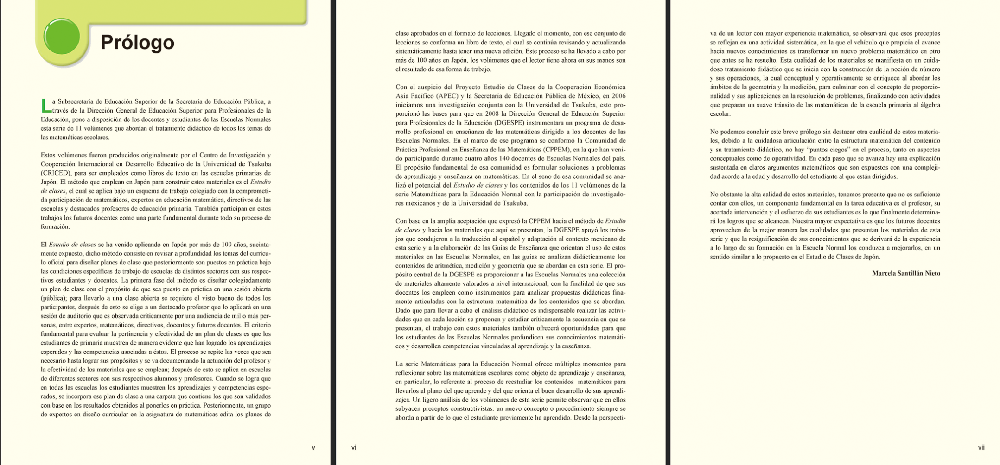 Prólogo
La Subsecretaría de Educación Superior de la Secretaría de Educación Pública, a
través de la Dirección General de Educación Superior para Profesionales de la
Educación, pone a disposición de los docentes y estudiantes de las Escuelas Normales
esta serie de 11 volúmenes que abordan el tratamiento didáctico de todos los temas de
las matemáticas escolares.
Estos volúmenes fueron producidos originalmente por el Centro de Investigación y
Cooperación Internacional en Desarrollo Educativo de la Universidad de Tsukuba
(CRICED), para ser empleados como libros de texto en las escuelas primarias de
Japón. El método que emplean en Japón para construir estos materiales es el Estudio
de clases, el cual se aplica bajo un esquema de trabajo colegiado con la comprometi-
da participación de matemáticos, expertos en educación matemática, directivos de las
escuelas y destacados profesores de educación primaria. También participan en estos
trabajos los futuros docentes como una parte fundamental durante todo su proceso de
formación.
El Estudio de clases se ha venido aplicando en Japón por más de 100 años, sucinta-
mente expuesto, dicho método consiste en revisar a profundidad los temas del currícu-
lo oficial para diseñar planes de clase que posteriormente son puestos en práctica bajo
las condiciones específicas de trabajo de escuelas de distintos sectores con sus respec-
tivos estudiantes y docentes. La primera fase del método es diseñar colegiadamente
un plan de clase con el propósito de que sea puesto en práctica en una sesión abierta
(pública); para llevarlo a una clase abierta se requiere el visto bueno de todos los
participantes, después de esto se elige a un destacado profesor que lo aplicará en una
sesión de auditorio que es observada críticamente por una audiencia de mil o más per-
sonas, entre expertos, matemáticos, directivos, docentes y futuros docentes. El criterio
fundamental para evaluar la pertinencia y efectividad de un plan de clases es que los
estudiantes de primaria muestren de manera evidente que han logrado los aprendizajes
esperados y las competencias asociadas a éstos. El proceso se repite las veces que sea
necesario hasta lograr sus propósitos y se va documentando la actuación del profesor y
la efectividad de los materiales que se emplean; después de esto se aplica en escuelas
de diferentes sectores con sus respectivos alumnos y profesores. Cuando se logra que
en todas las escuelas los estudiantes muestren los aprendizajes y competencias espe-
rados, se incorpora ese plan de clase a una carpeta que contiene los que son validados
con base en los resultados obtenidos al ponerlos en práctica. Posteriormente, un grupo
de expertos en diseño curricular en la asignatura de matemáticas edita los planes de
v
clase aprobados en el formato de lecciones. Llegado el momento, con ese conjunto de
lecciones se conforma un libro de texto, el cual se continúa revisando y actualizando
sistemáticamente hasta tener una nueva edición. Este proceso se ha llevado a cabo por
más de 100 años en Japón, los volúmenes que el lector tiene ahora en sus manos son
el resultado de esa forma de trabajo.
Con el auspicio del Proyecto Estudio de Clases de la Cooperación Económica
Asia Pacífico (APEC) y la Secretaría de Educación Pública de México, en 2006
iniciamos una investigación conjunta con la Universidad de Tsukuba, esto pro-
porcionó las bases para que en 2008 la Dirección General de Educación Superior
para Profesionales de la Educación (DGESPE) instrumentara un programa de desa-
rrollo profesional en enseñanza de las matemáticas dirigido a los docentes de las
Escuelas Normales. En el marco de ese programa se conformó la Comunidad de
Práctica Profesional en Enseñanza de las Matemáticas (CPPEM), en la que han veni-
do participando durante cuatro años 140 docentes de Escuelas Normales del país.
El propósito fundamental de esa comunidad es formular soluciones a problemas
de aprendizaje y enseñanza en matemáticas. En el seno de esa comunidad se ana-
lizó el potencial del Estudio de clases y los contenidos de los 11 volúmenes de la
serie Matemáticas para la Educación Normal con la participación de investigado-
res mexicanos y de la Universidad de Tsukuba.
Con base en la amplia aceptación que expresó la CPPEM hacia el método de Estudio
de clases y hacia los materiales que aquí se presentan, la DGESPE apoyó los traba-
jos que condujeron a la traducción al español y adaptación al contexto mexicano de
esta serie y a la elaboración de las Guías de Enseñanza que orientan el uso de estos
materiales en las Escuelas Normales, en las guías se analizan didácticamente los
contenidos de aritmética, medición y geometría que se abordan en esta serie. El pro-
pósito central de la DGESPE es proporcionar a las Escuelas Normales una colección
de materiales altamente valorados a nivel internacional, con la finalidad de que sus
docentes los empleen como instrumentos para analizar propuestas didácticas fina-
mente articuladas con la estructura matemática de los contenidos que se abordan.
Dado que para llevar a cabo el análisis didáctico es indispensable realizar las activi-
dades que en cada lección se proponen y estudiar críticamente la secuencia en que se
presentan, el trabajo con estos materiales también ofrecerá oportunidades para que
los estudiantes de las Escuelas Normales profundicen sus conocimientos matemáti-
cos y desarrollen competencias vinculadas al aprendizaje y la enseñanza.
La serie Matemáticas para la Educación Normal ofrece múltiples momentos para
reflexionar sobre las matemáticas escolares como objeto de aprendizaje y enseñanza,
en particular, lo referente al proceso de reestudiar los contenidos matemáticos para
llevarlos al plano del que aprende y del que orienta el buen desarrollo de sus aprendi-
zajes. Un ligero análisis de los volúmenes de esta serie permite observar que en ellos
subyacen preceptos constructivistas: un nuevo concepto o procedimiento siempre se
aborda a partir de lo que el estudiante previamente ha aprendido. Desde la perspecti-
vi
va de un lector con mayor experiencia matemática, se observará que esos preceptos
se reflejan en una actividad sistemática, en la que el vehículo que propicia el avance
hacia nuevos conocimientos es transformar un nuevo problema matemático en otro
que antes se ha resuelto. Esta cualidad de los materiales se manifiesta en un cuida-
doso tratamiento didáctico que se inicia con la construcción de la noción de número
y sus operaciones, la cual conceptual y operativamente se enriquece al abordar los
ámbitos de la geometría y la medición, para culminar con el concepto de proporcio-
nalidad y sus aplicaciones en la resolución de problemas, finalizando con actividades
que preparan un suave tránsito de las matemáticas de la escuela primaria al álgebra
escolar.
No podemos concluir este breve prólogo sin destacar otra cualidad de estos materia-
les, debido a la cuidadosa articulación entre la estructura matemática del contenido
y su tratamiento didáctico, no hay “puntos ciegos” en el proceso, tanto en aspectos
conceptuales como de operatividad. En cada paso que se avanza hay una explicación
sustentada en claros argumentos matemáticos que son expuestos con una compleji-
dad acorde a la edad y desarrollo del estudiante al que están dirigidos.
No obstante la alta calidad de estos materiales, tenemos presente que no es suficiente
contar con ellos, un componente fundamental en la tarea educativa es el profesor, su
acertada intervención y el esfuerzo de sus estudiantes es lo que finalmente determina-
rá los logros que se alcancen. Nuestra mayor expectativa es que los futuros docentes
aprovechen de la mejor manera las cualidades que presentan los materiales de esta
serie y que la resignificación de sus conocimientos que se derivará de la experiencia
a lo largo de su formación en la Escuela Normal los conduzca a mejorarlos, en un
sentido similar a lo propuesto en el Estudio de Clases de Japón.
Marcela Santillán Nieto
vii